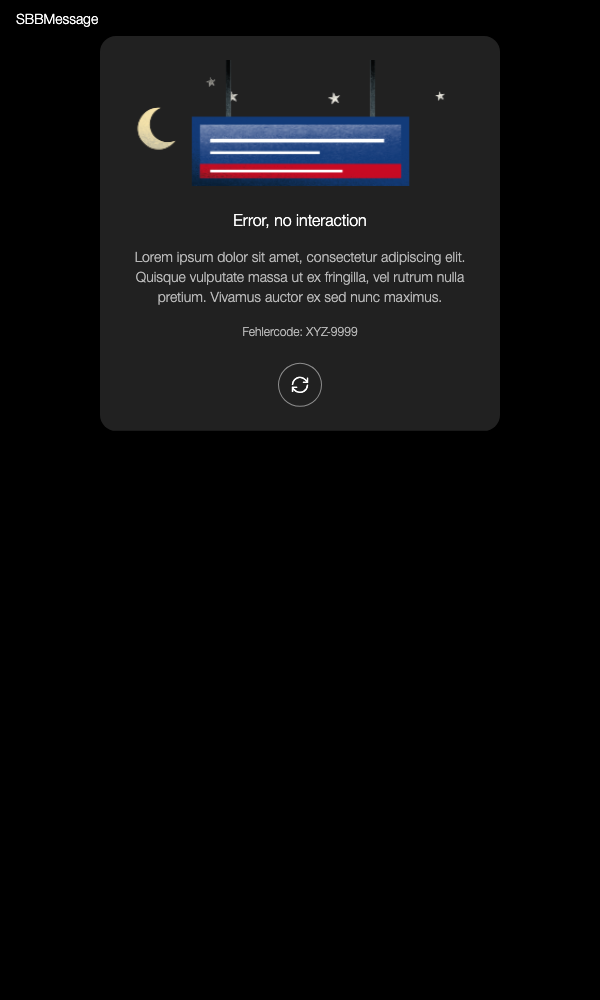 SBBMessage
Error, no interaction
Lorem ipsum dolor sit amet, consectetur adipiscing elit.
Quisque vulputate massa ut ex fringilla, vel rutrum nulla
pretium. Vivamus auctor ex sed nunc maximus.
Fehlercode: XYZ-9999